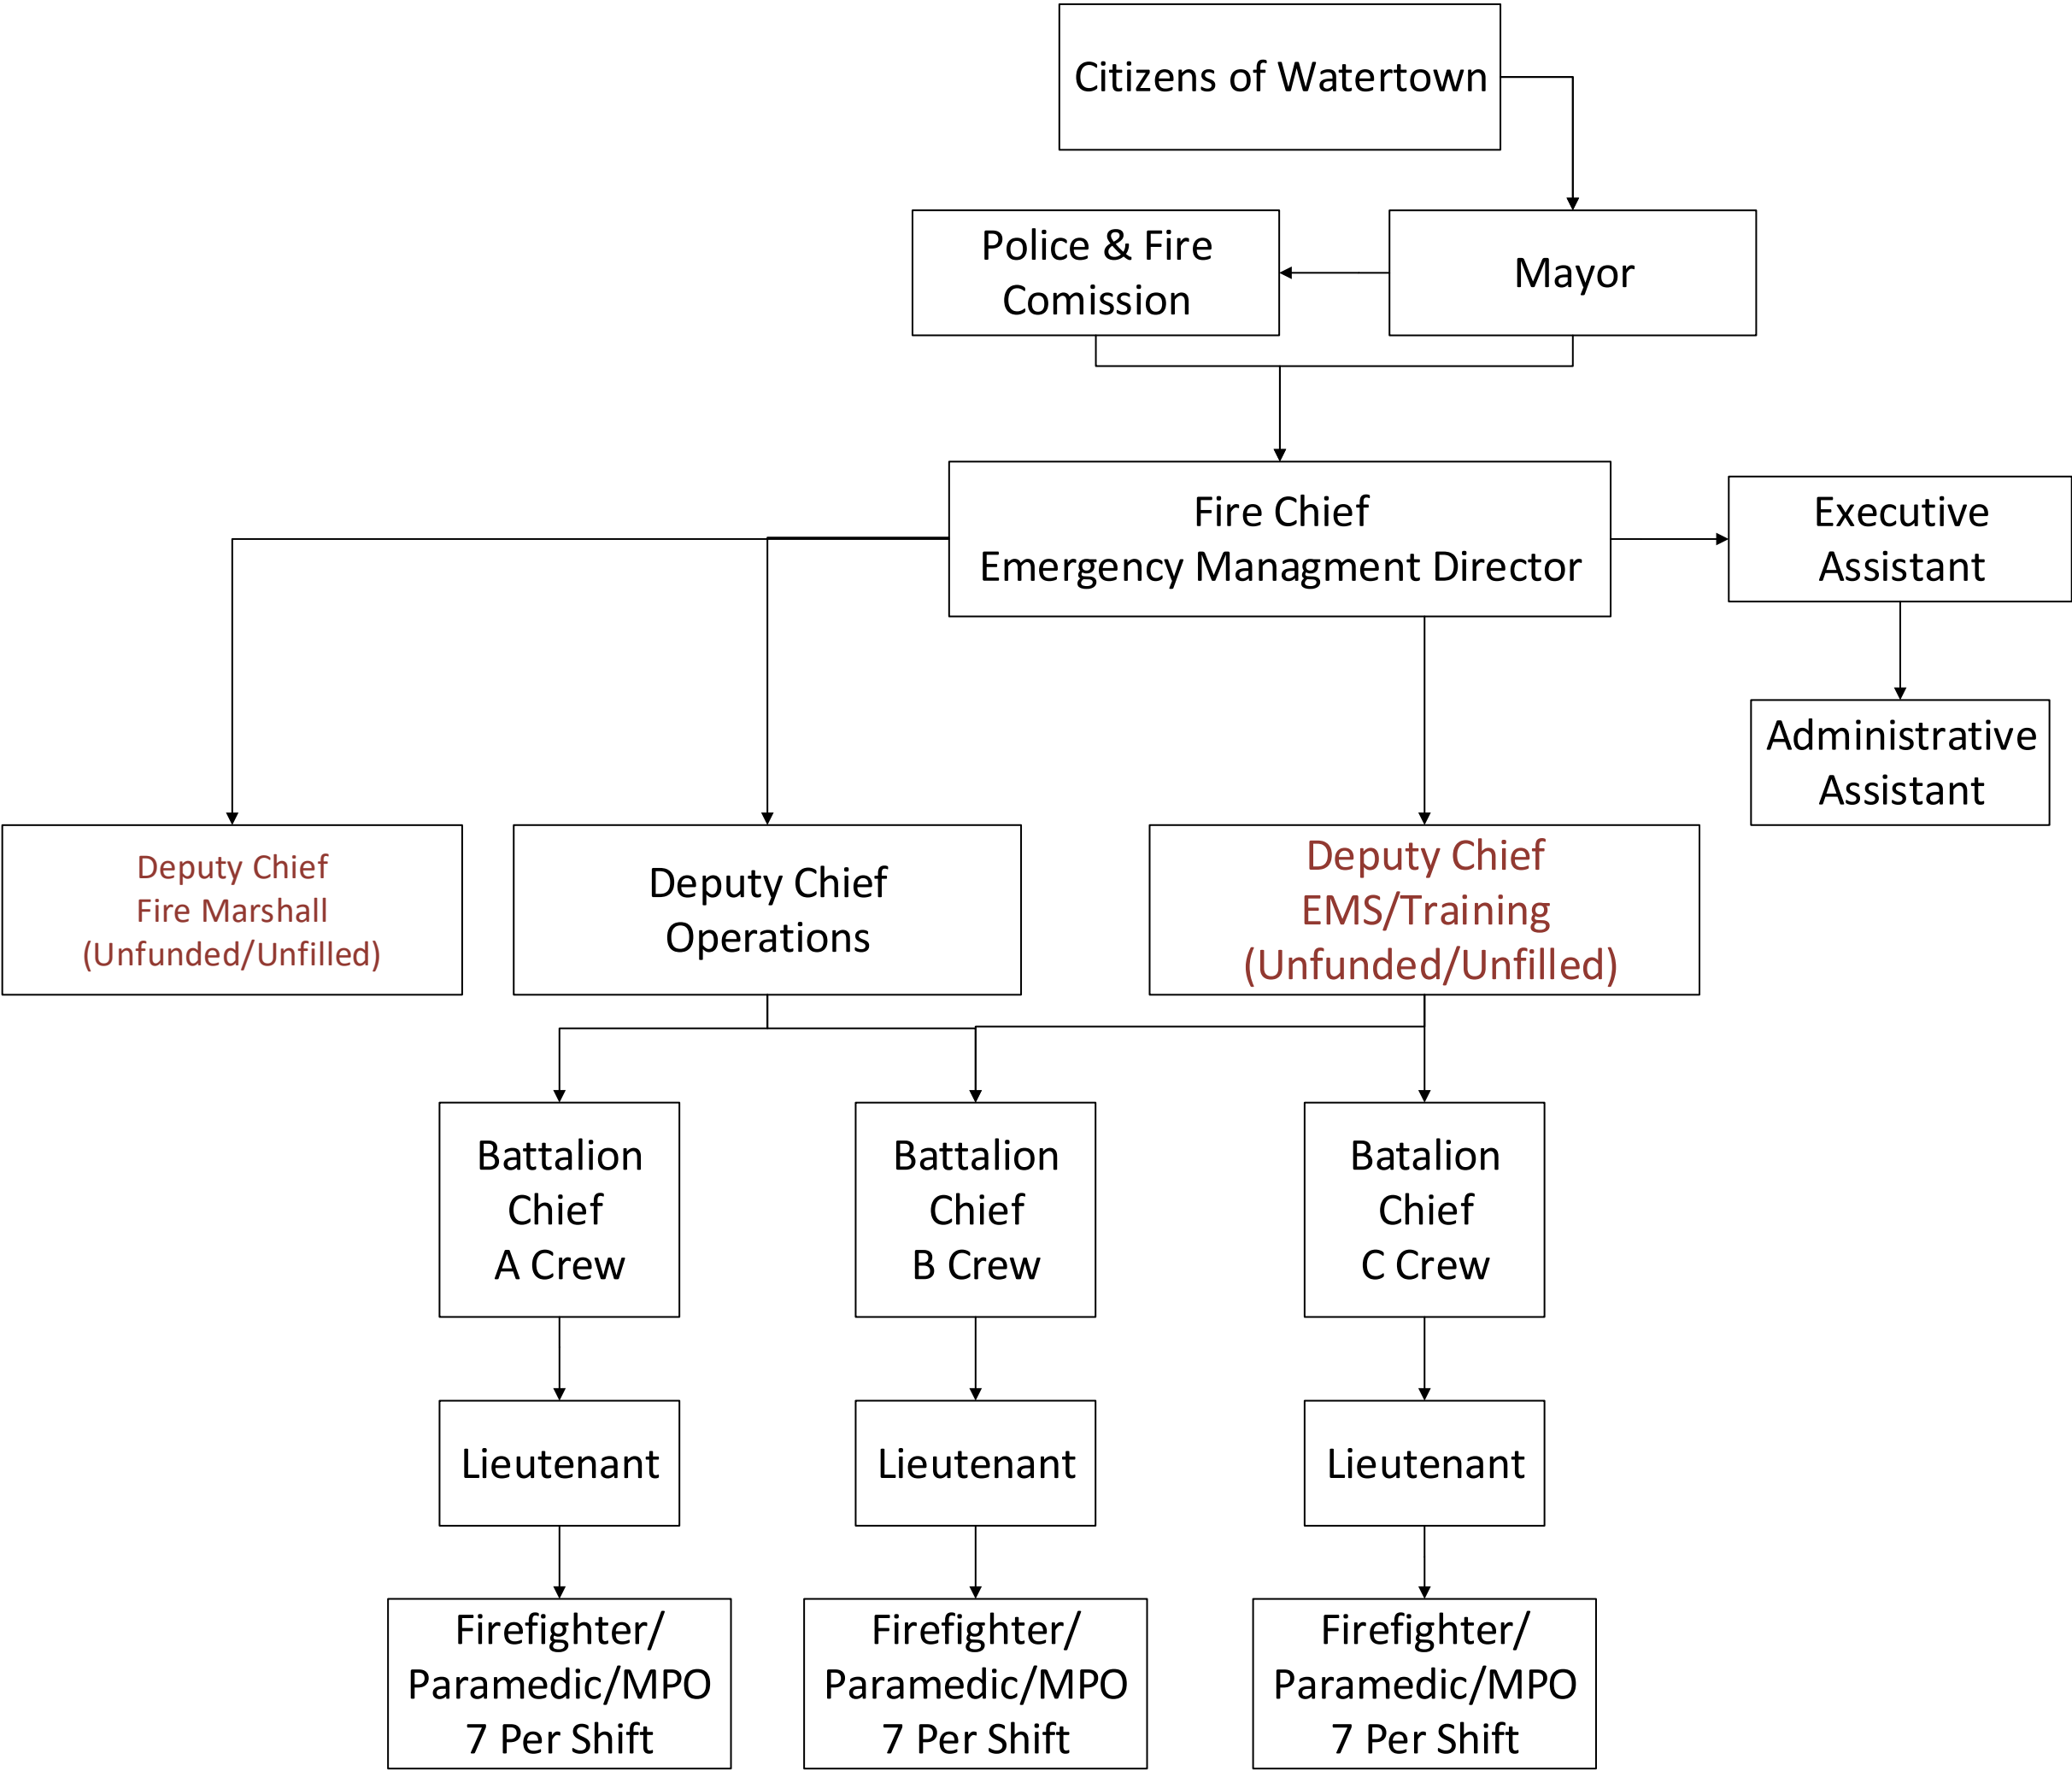 Citizens of Watertown
Police & Fire
Comission
Mayor
Fire Chief
Emergency Managment Director
Executive
Assistant
Administrative
Assistant
Deputy Chief
Fire Marshall
(Unfunded/Unfilled)
Deputy Chief
Operations
Deputy Chief
EMS/Training
(Unfunded/Unfilled)
Battalion
Chief
A Crew
Battalion
Chief
B Crew
Batalion
Chief
C Crew
Lieutenant
Lieutenant
Lieutenant
Firefighter/
Paramedic/MPO
7 Per Shift
Firefighter/
Paramedic/MPO
7 Per Shift
Firefighter/
Paramedic/MPO
7 Per Shift